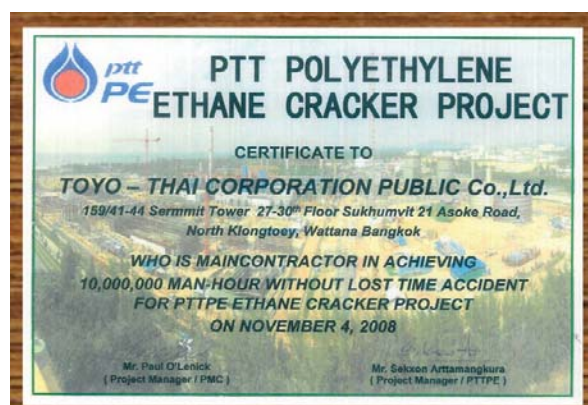 ptt
PE
PTT POLYETHYLENE
ETHANE CRACKER PROJECT
CERTIFICATE TO
TOYO – THAI CORPORATION PUBLIC Co.,Ltd.
159/41-44 Sermmit Tower 27-30th Floor Sukhumvit 21 Asoke Road,
North Klongtoey, Wattana Bangkok
WHO IS MAINCONTRACTOR IN ACHIEVING
10,000,000 MAN-HOUR WITHOUT LOST TIME ACCIDENT
FOR PTTPE ETHANE CRACKER PROJECT
ON NOVEMBER 4, 2008
Mr. Paul O'Lenick
( Project Manager / PMC )
Mr. Sekxon Arttamangkura
( Project Manager / PTTPE )